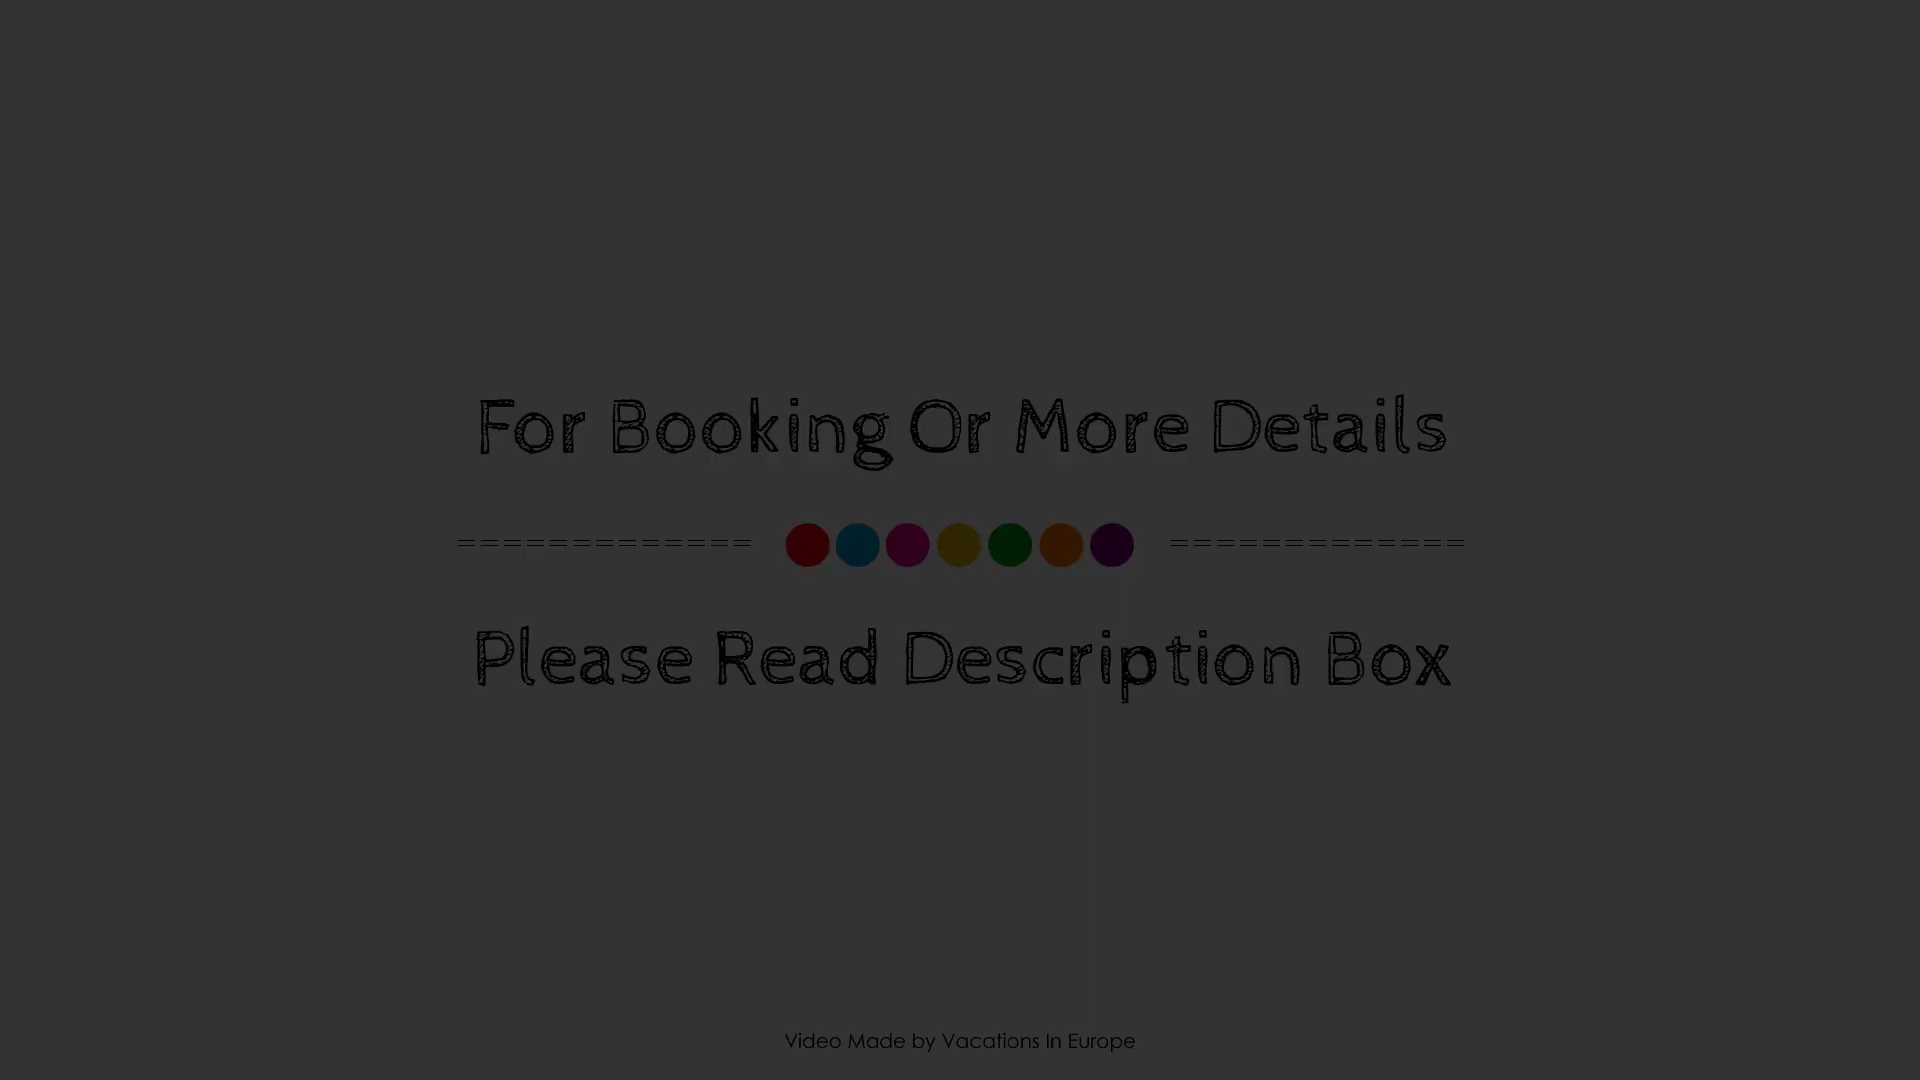 For Booking Or More Details
============= =============
Please Read Description Box
Video Made by Vacations In Europe